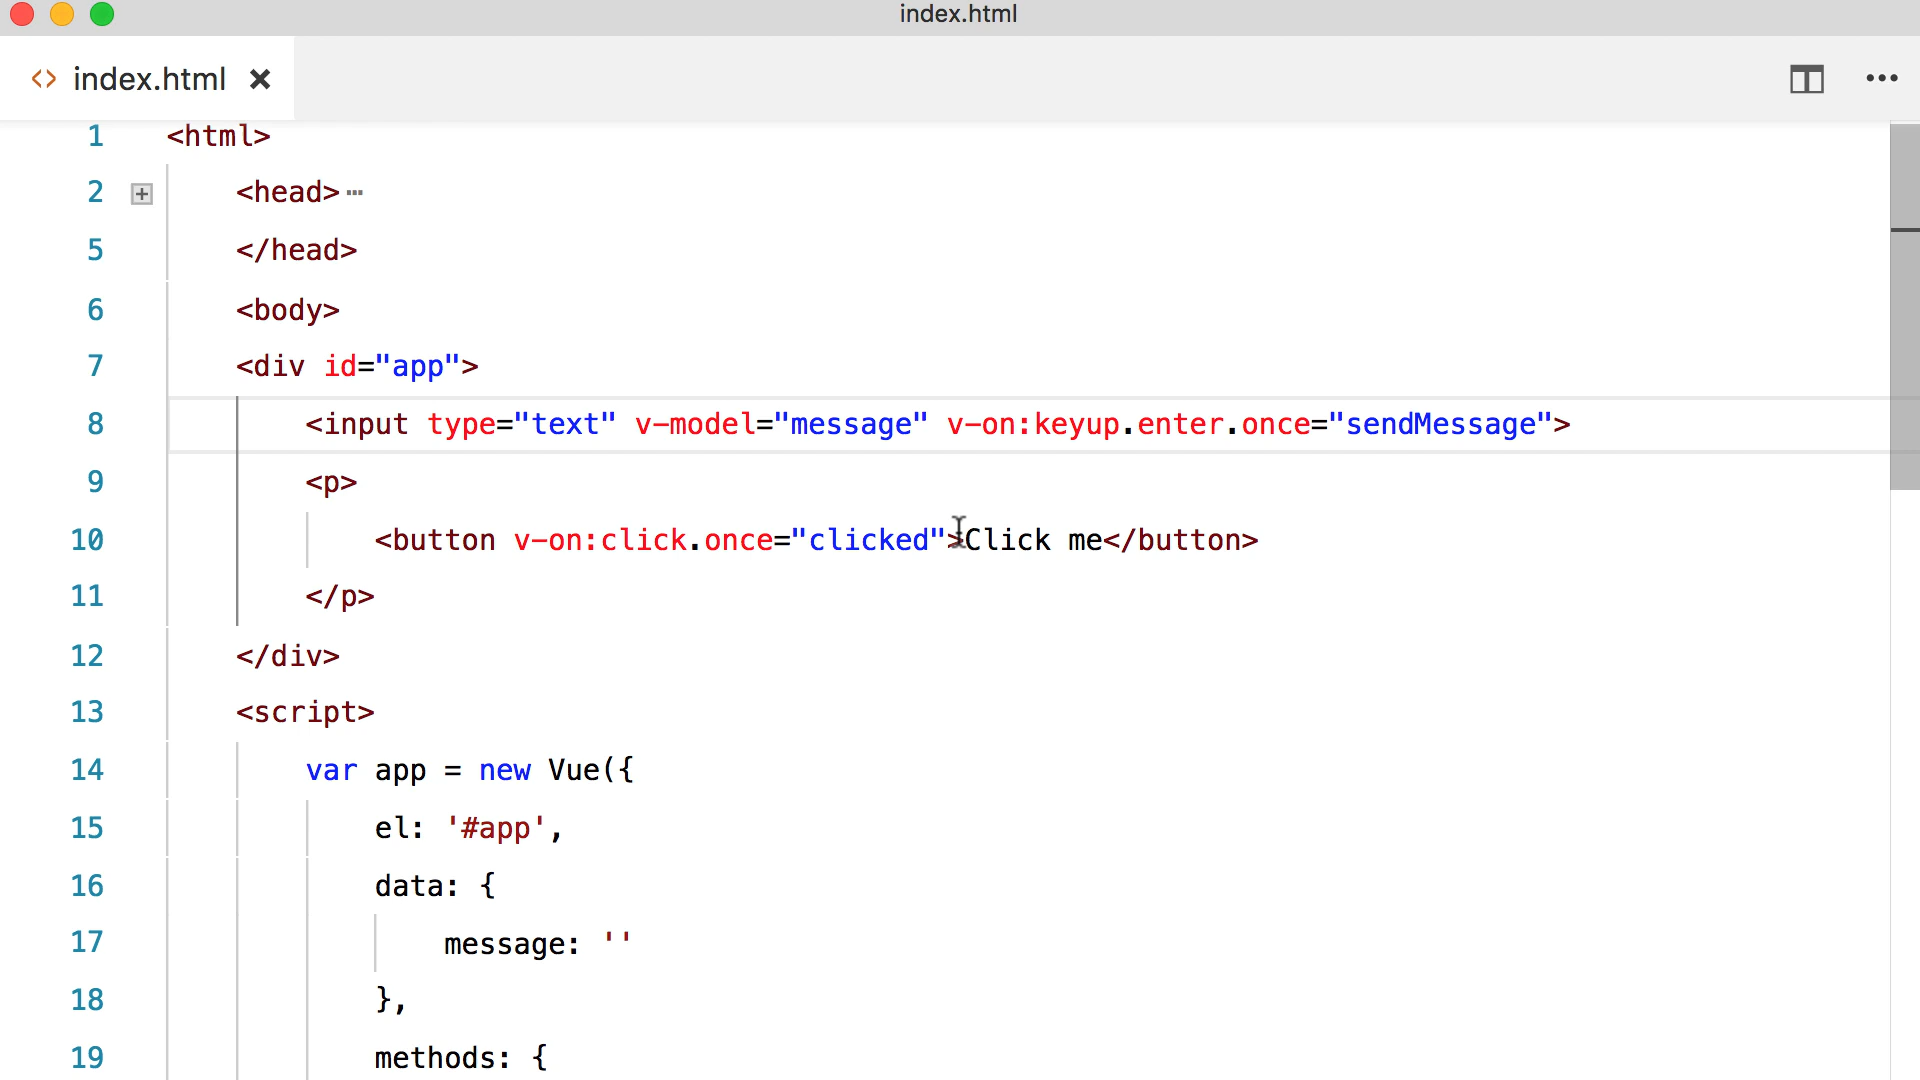 index.html
<> index.html ×
1 <html>
2 <head>…
5 </head>
6 <body>
7 <div id="app">
8 <input type="text" v-model="message" v-on:keyup.enter.once="sendMessage">
9 <p>
10 <button v-on:click.once="clicked">Click me</button>
11 </p>
12 </div>
13 <script>
14 var app = new Vue({
15 el: '#app',
16 data: {
17 message: ''
18 },
19 methods: {